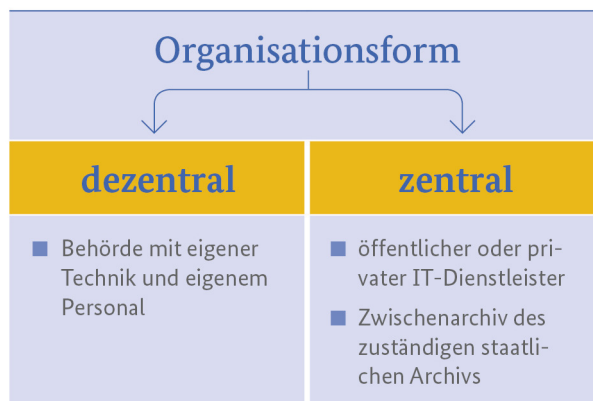 Organisationsform
dezentral
zentral
Behörde mit eigener
Technik und eigenem
Personal
öffentlicher oder pri-
vater IT-Dienstleister
Zwischenarchiv des
zuständigen staatli-
chen Archivs